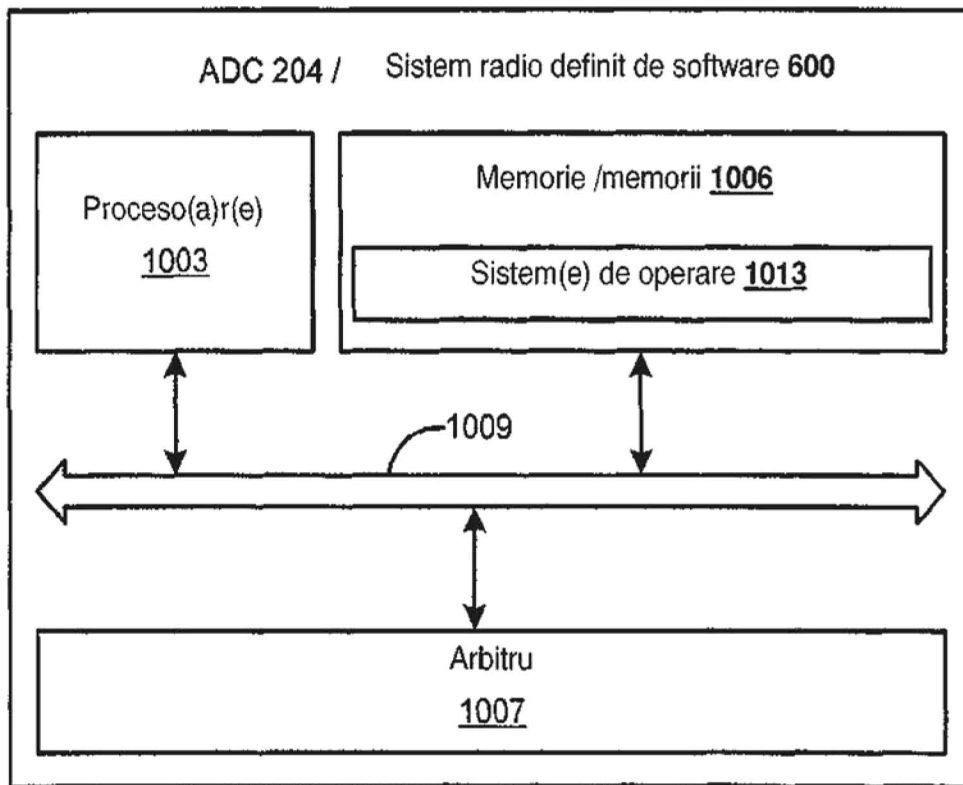 ADC 204 / Sistem radio definit de software 600
Proceso(a)r(e)
1003
Memorie /memorii 1006
Sistem(e) de operare 1013
1009
Arbitru
1007